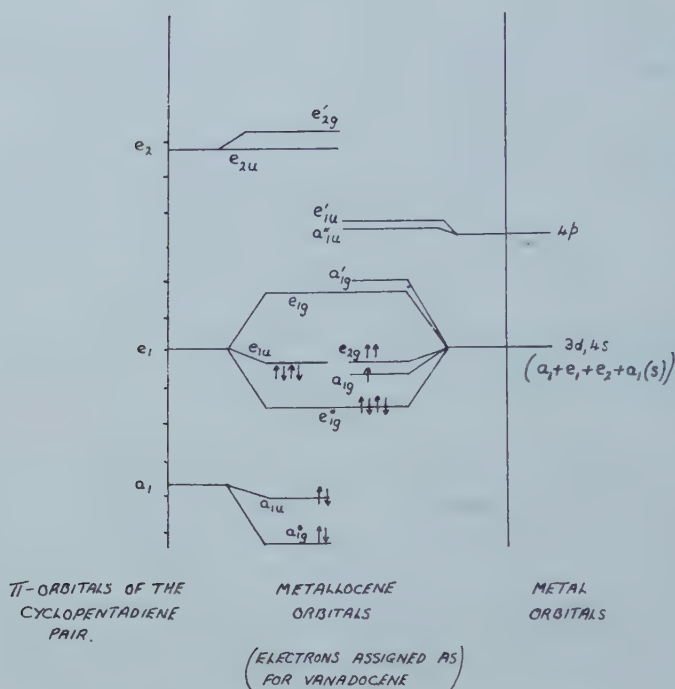 e′2g
e2
e2u
e′1u
a″1u
4p
a′1g
e1g
e1
e1u
e2g ↑↑
3d, 4s
↑↓↑↓
a1g ↑
(a1+e1+e2+a1(s))
e°1g ↑↓↑↓
a1
a1u ↑↓
a°1g ↑↓
π-ORBITALS OF THE
CYCLOPENTADIENE
PAIR.
METALLOCENE
ORBITALS
METAL
ORBITALS
(ELECTRONS ASSIGNED AS
FOR VANADOCENE)